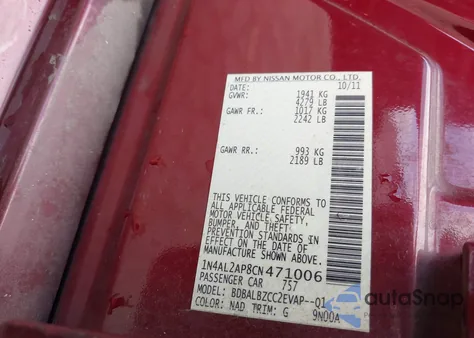 MFD BY NISSAN MOTOR CO., LTD.
DATE: 10/11
GVWR: 1941 KG
4279 LB
GAWR FR.: 1017 KG
2242 LB
GAWR RR.: 993 KG
2189 LB
THIS VEHICLE CONFORMS TO
ALL APPLICABLE FEDERAL
MOTOR VEHICLE SAFETY,
BUMPER, AND THEFT
PREVENTION STANDARDS IN
EFFECT ON THE DATE OF
MANUFACTURE SHOWN ABOVE.
1N4AL2AP8CN471006
PASSENGER CAR 757
MODEL: BDBALBZCC2EVAP--Q1
COLOR: NAD TRIM: G 9N00A
autoSnap